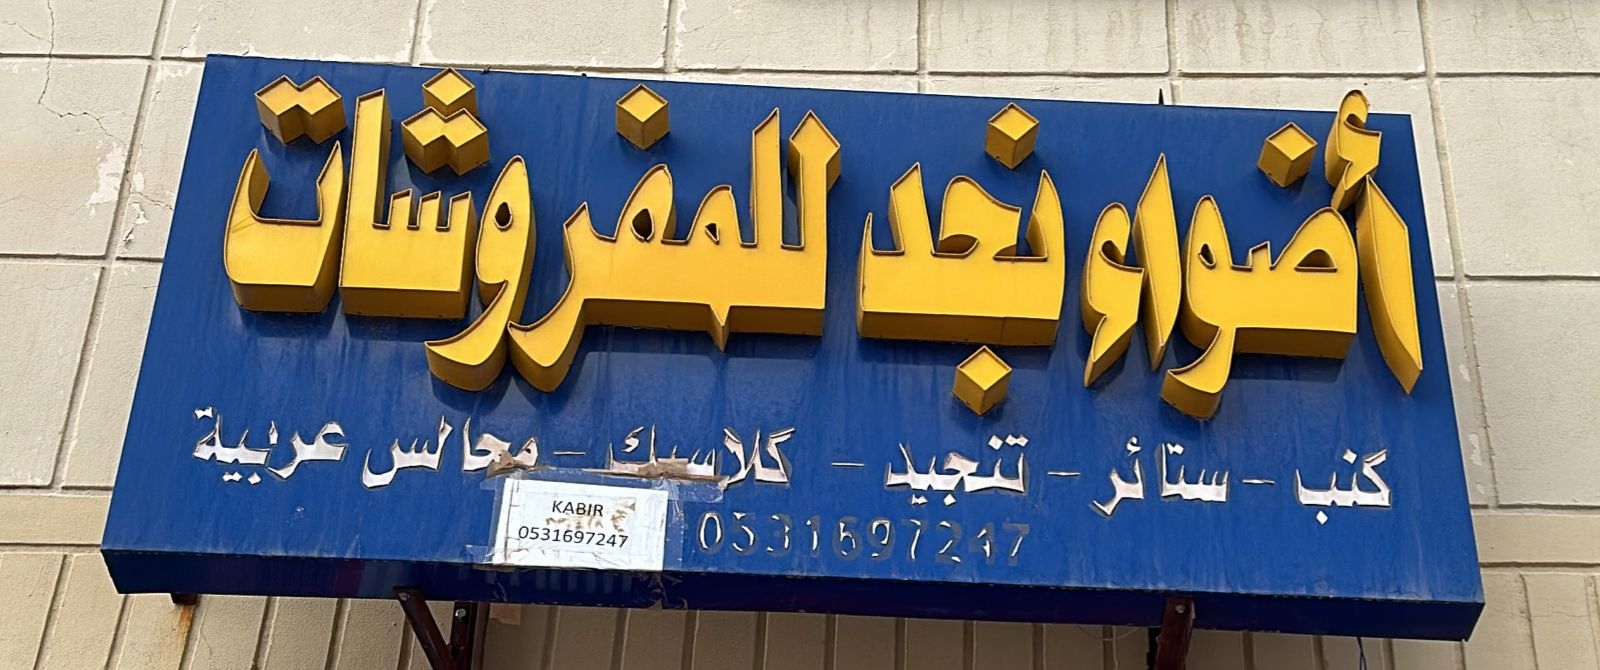 أضواء نجد للمفروشات
كنب - ستائر - تنجيد - كلاسيك - مجالس عربية
0531697247
KABIR
0531697247